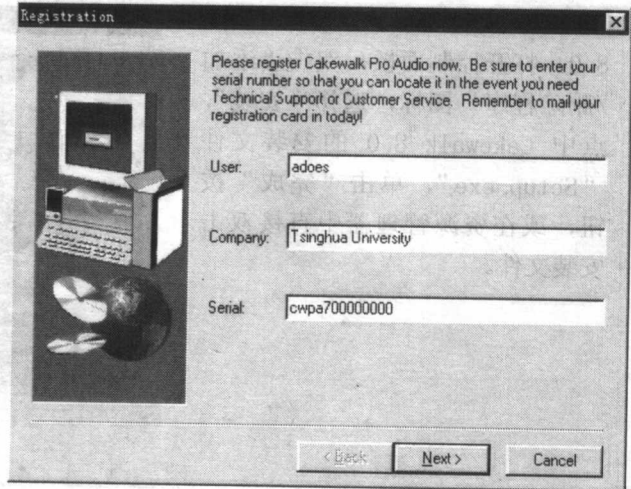 Registration
Please register Cakewalk Pro Audio now. Be sure to enter your
serial number so that you can locate it in the event you need
Technical Support or Customer Service. Remember to mail your
registration card in today!
User:
adoes
Company:
Tsinghua University
Serial:
cwpa700000000
< Back
Next >
Cancel